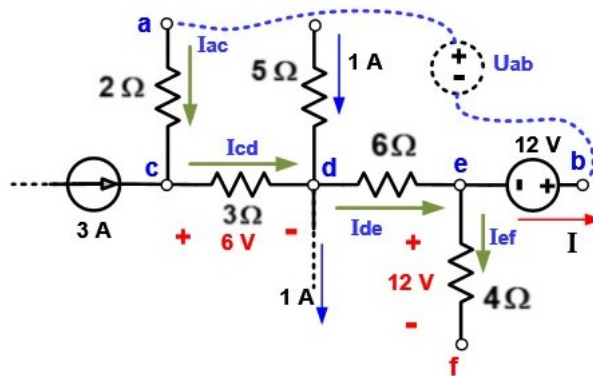 a
Iac
1 A
Uab
+
-
2 Ω
5 Ω
Icd
6Ω
12 V
c
d
e
b
- +
3Ω
3 A
+ 6 V -
Ide
+
Ief
I
1 A
12 V
4Ω
-
f